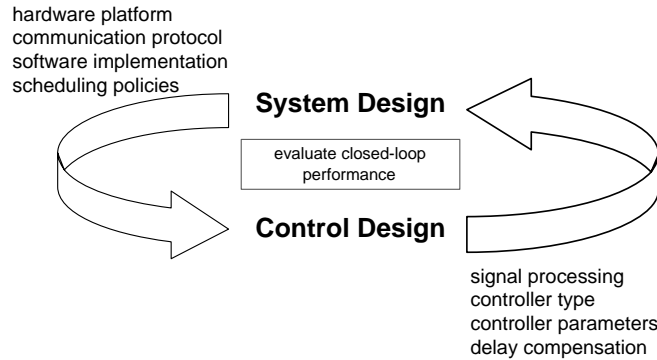 hardware platform
communication protocol
software implementation
scheduling policies
System Design
evaluate closed-loop
performance
Control Design
signal processing
controller type
controller parameters
delay compensation